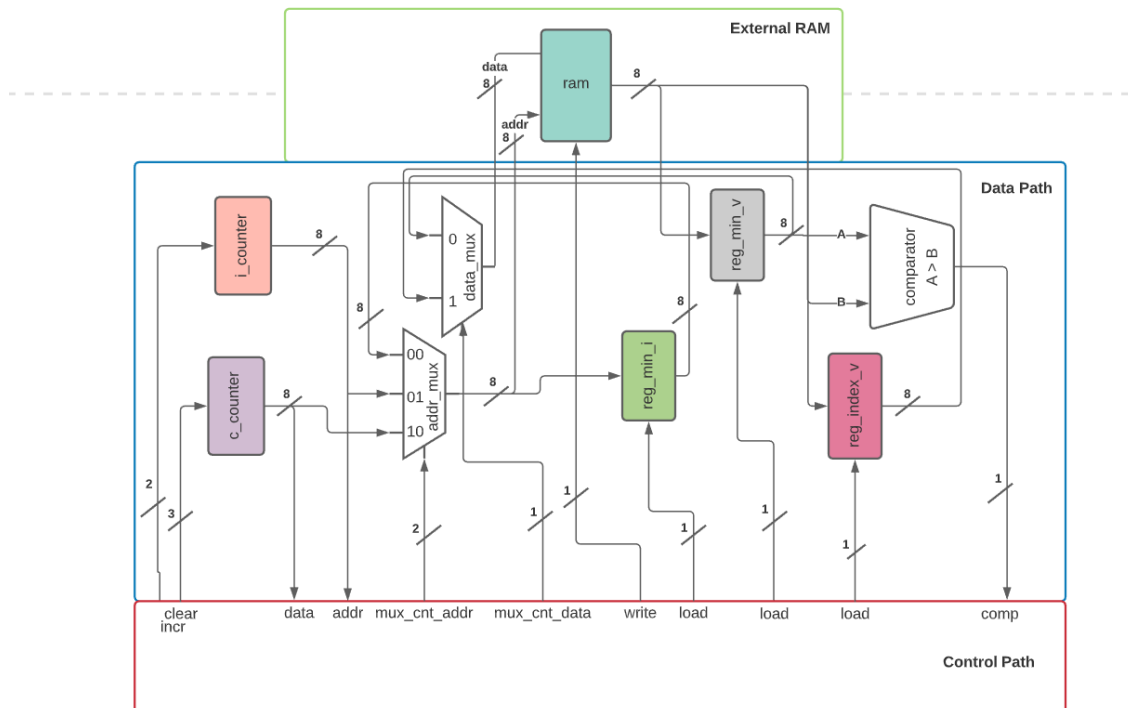 External RAM
data
8
ram
8
addr
8
Data Path
i_counter
8
0
data_mux
1
reg_min_v
8
A
comparator
A > B
B
8
8
00
addr_mux
01
10
8
reg_min_i
c_counter
8
reg_index_v
8
2
3
2
1
1
1
1
1
1
clear
incr
data
addr
mux_cnt_addr
mux_cnt_data
write
load
load
load
comp
Control Path